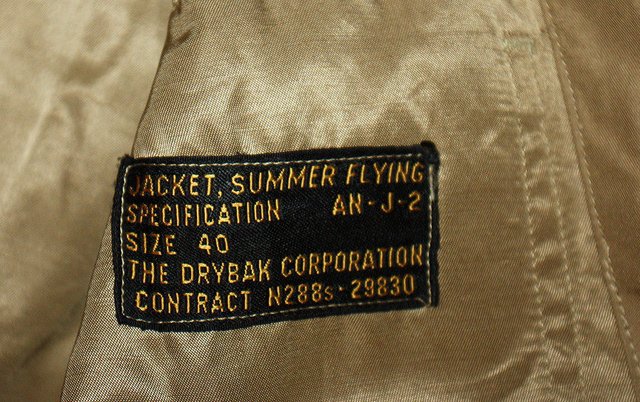 JACKET, SUMMER FLYING
SPECIFICATION AN-J-2
SIZE 40
THE DRYBAK CORPORATION
CONTRACT N288s-29830